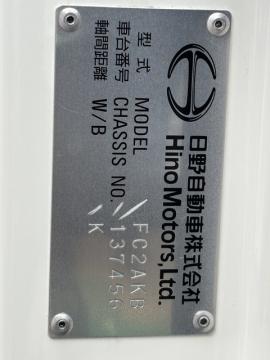 日野自動車株式会社
Hino Motors,Ltd.
型式 MODEL FC2AKB
車台番号 CHASSIS NO. 137456
軸間距離 W/B K